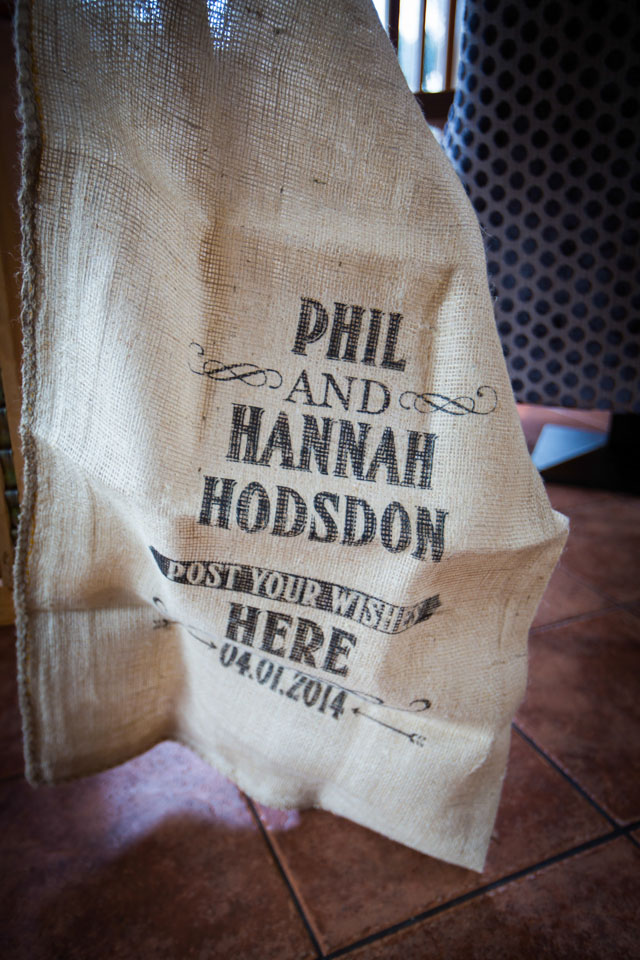 PHIL
AND
HANNAH
HODSDON
POST YOUR WISHES
HERE
04.01.2014